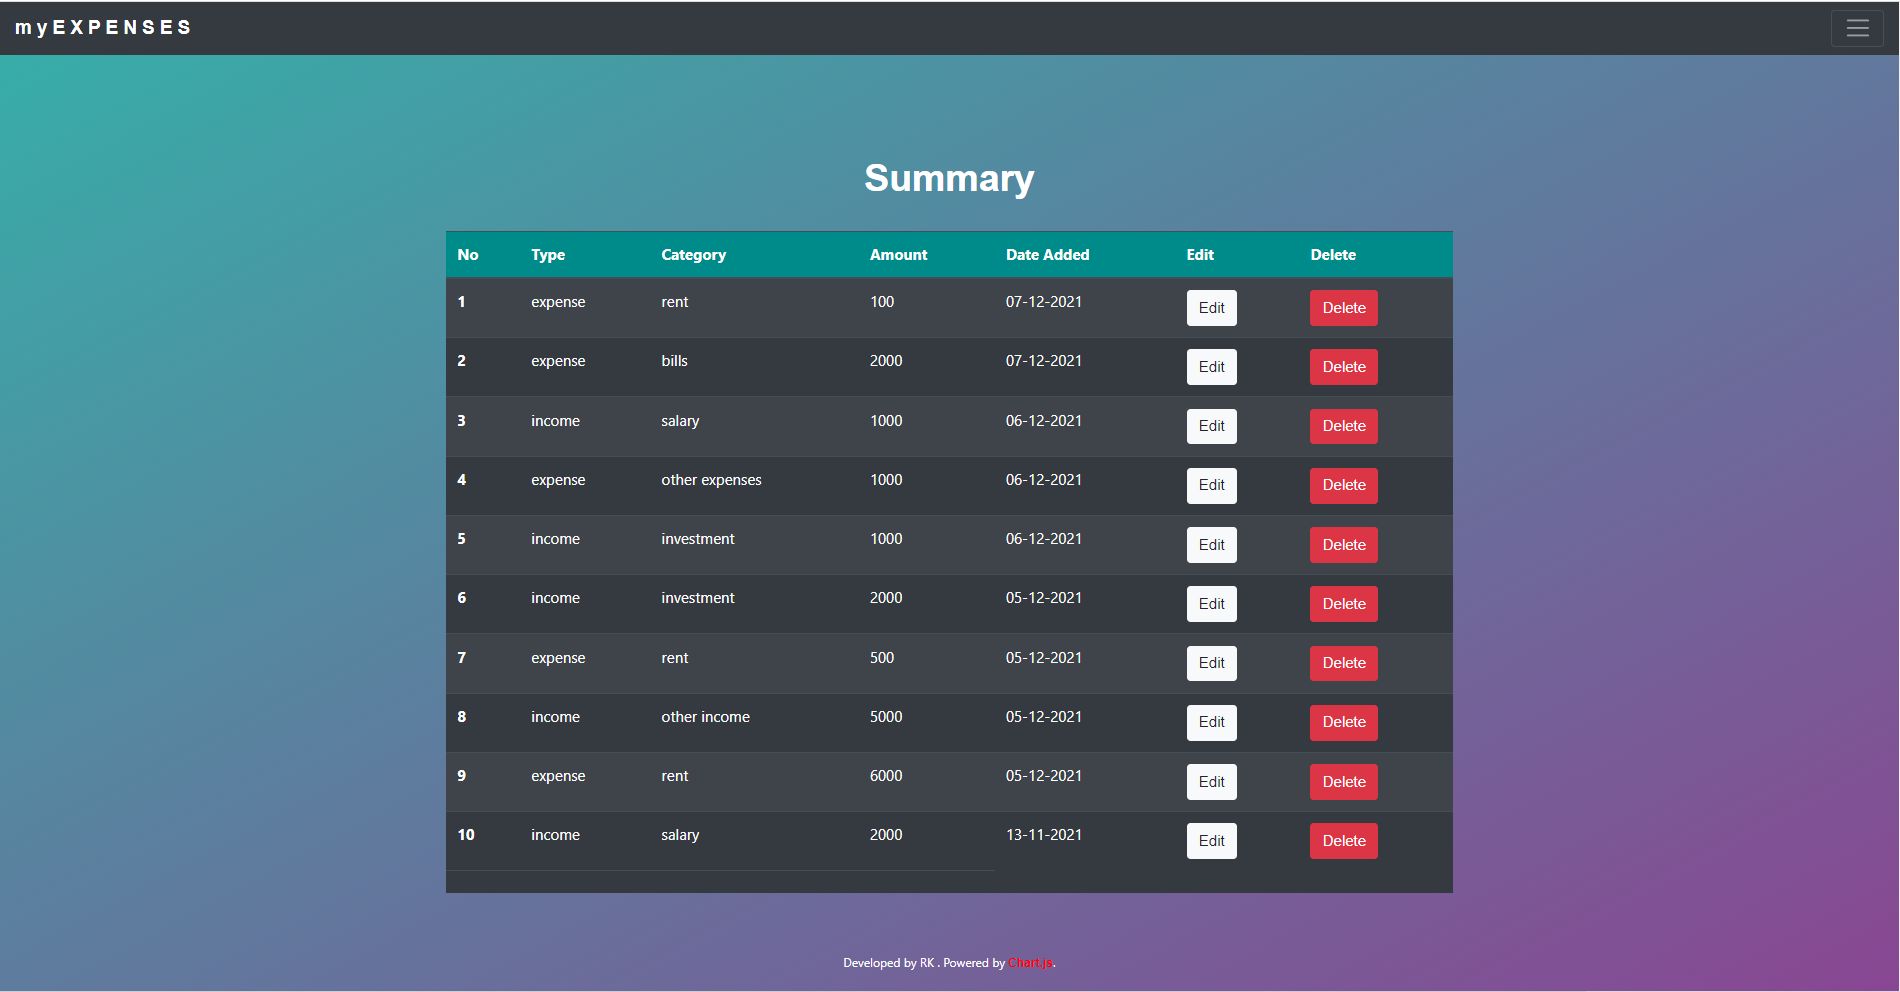 myEXPENSES
Summary
No Type Category Amount Date Added Edit Delete
1 expense rent 100 07-12-2021 Edit Delete
2 expense bills 2000 07-12-2021 Edit Delete
3 income salary 1000 06-12-2021 Edit Delete
4 expense other expenses 1000 06-12-2021 Edit Delete
5 income investment 1000 06-12-2021 Edit Delete
6 income investment 2000 05-12-2021 Edit Delete
7 expense rent 500 05-12-2021 Edit Delete
8 income other income 5000 05-12-2021 Edit Delete
9 expense rent 6000 05-12-2021 Edit Delete
10 income salary 2000 13-11-2021 Edit Delete
Developed by RK . Powered by Chart.js.